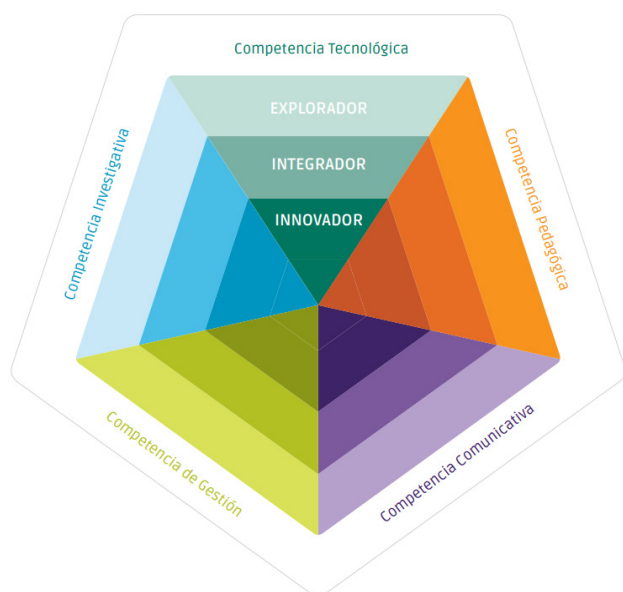 Competencia Tecnológica
EXPLORADOR
INTEGRADOR
INNOVADOR
Competencia Pedagógica
Competencia Comunicativa
Competencia de Gestión
Competencia Investigativa